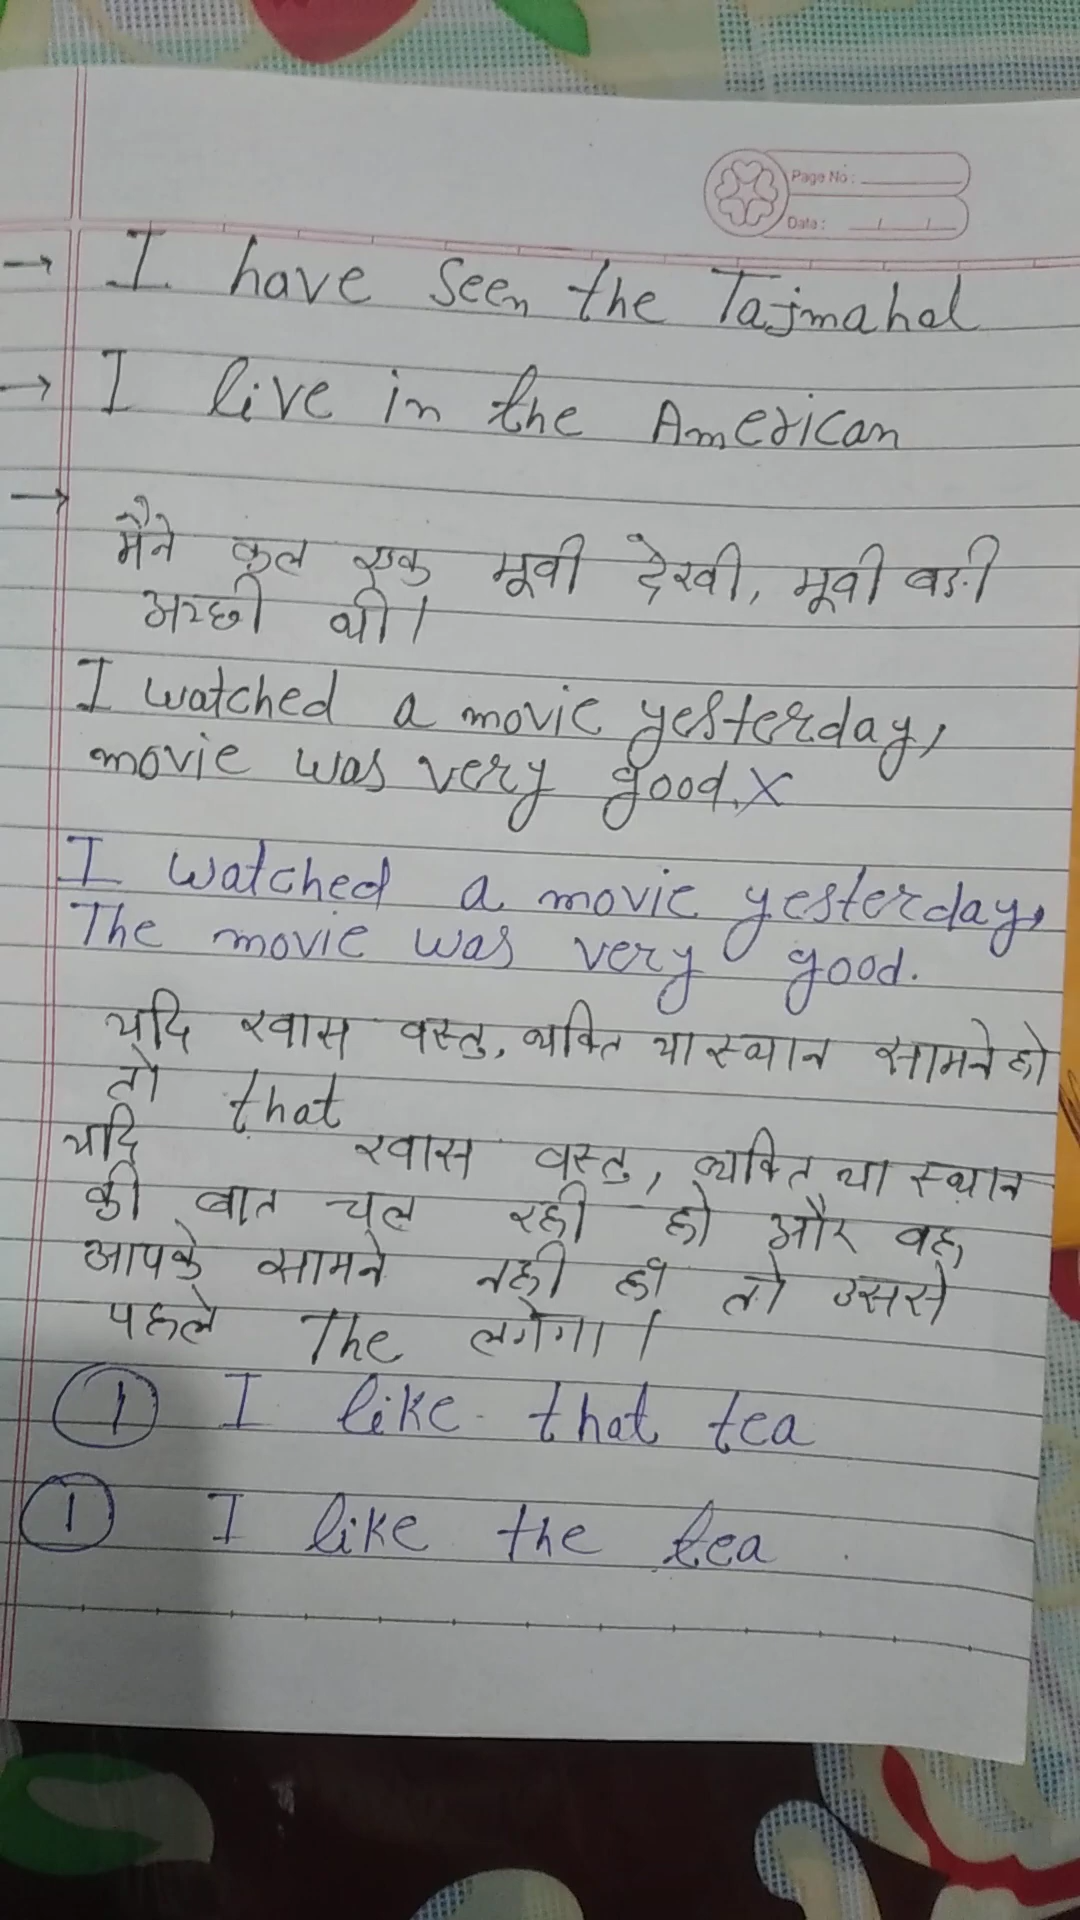 Page No:
Date:
→ I have seen the Tajmahal
→ I live in the American
→
मैने कल एक मूवी देखी, मूवी बड़ी
अच्छी थी।
I watched a movie yesterday,
movie was very good. X
I watched a movie yesterday,
The movie was very good.
यदि खास वस्तु, व्यक्ति या स्थान सामने हो
तो that
यदि खास वस्तु, व्यक्ति या स्थान
की बात चल रही हो और वह
आपके सामने नही हो तो उससे
पहले The लगेगा।
1 I like that tea
1 I like the tea